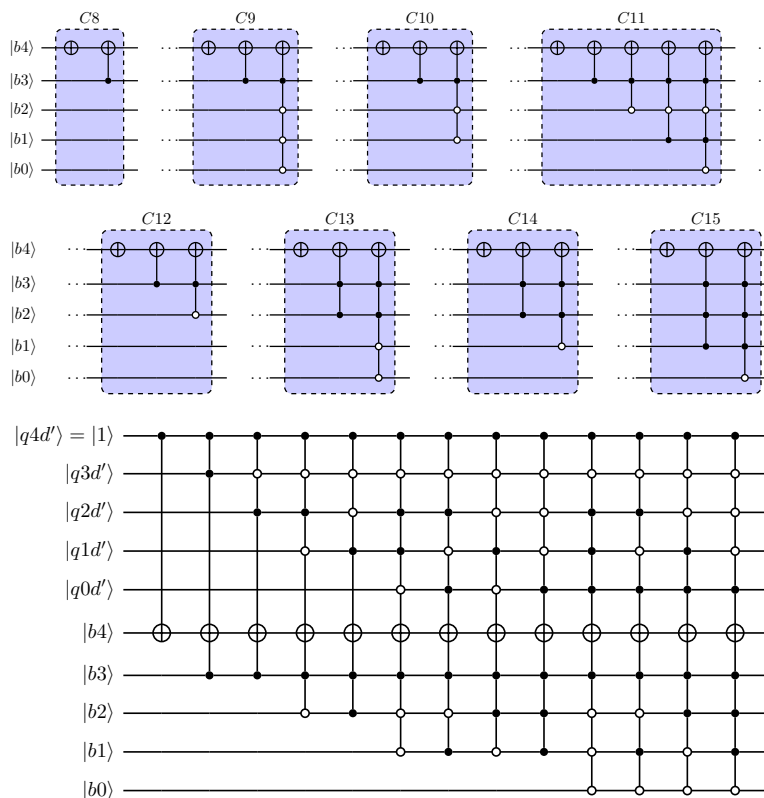 C8 C9 C10 C11
|b4⟩
|b3⟩
|b2⟩
|b1⟩
|b0⟩
C12 C13 C14 C15
|b4⟩
|b3⟩
|b2⟩
|b1⟩
|b0⟩
|q4d′⟩ = |1⟩
|q3d′⟩
|q2d′⟩
|q1d′⟩
|q0d′⟩
|b4⟩
|b3⟩
|b2⟩
|b1⟩
|b0⟩